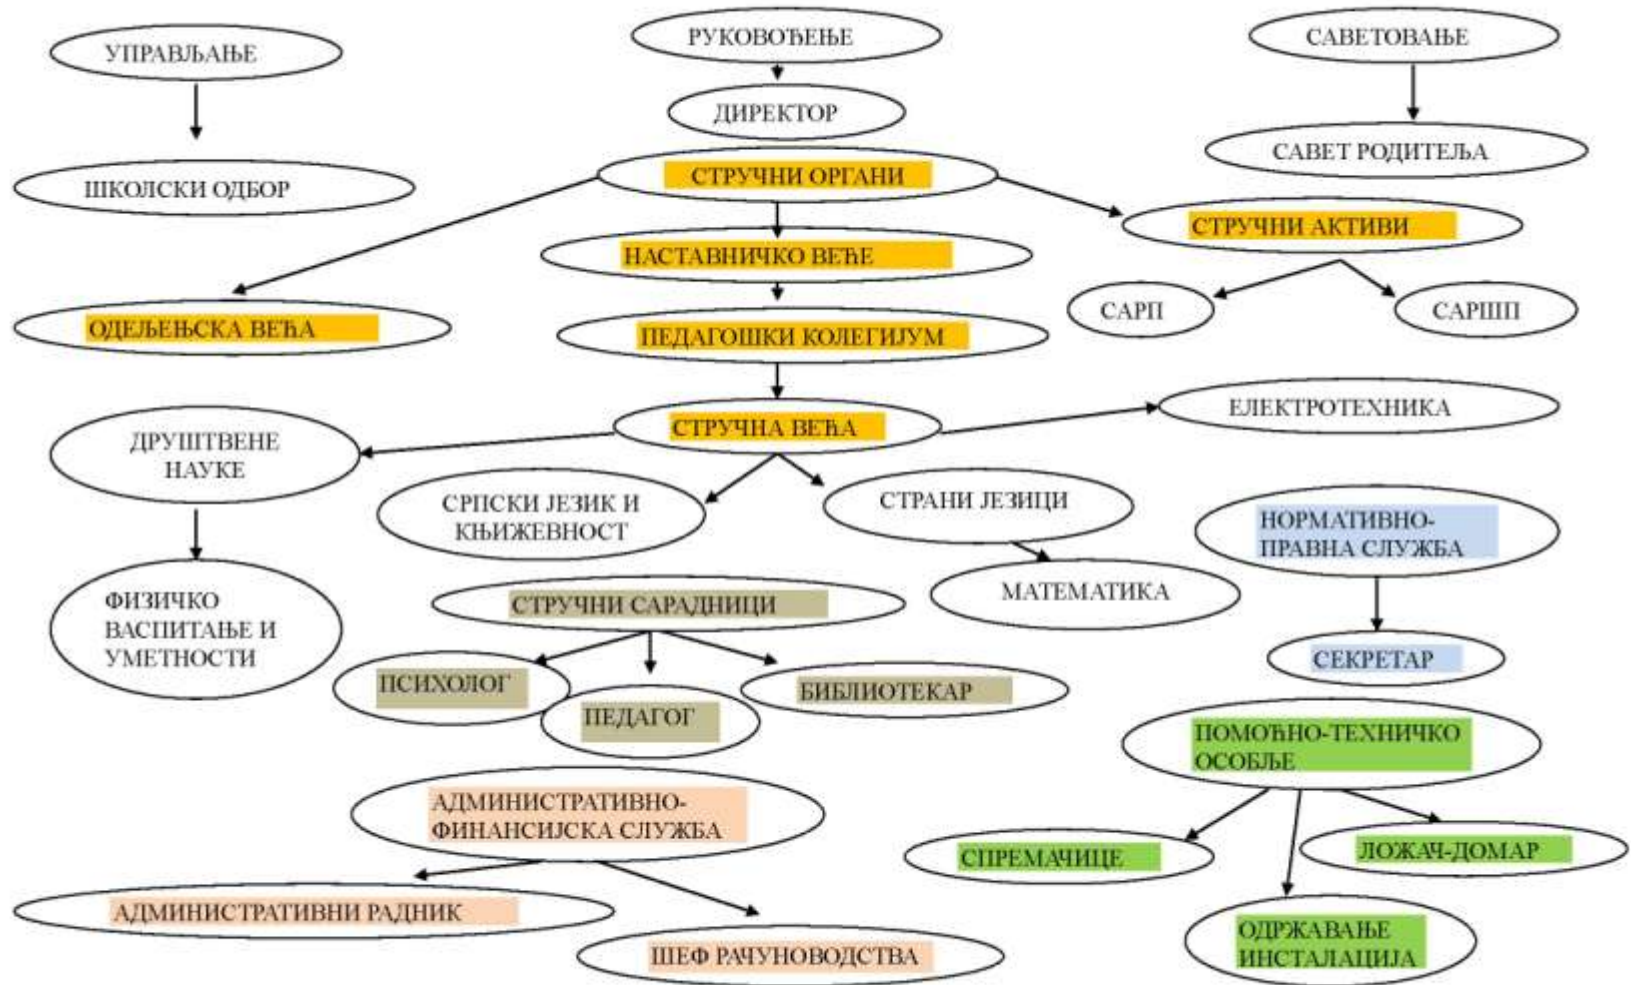 УПРАВЉАЊЕ
РУКОВОЂЕЊЕ
САВЕТОВАЊЕ
ДИРЕКТОР
САВЕТ РОДИТЕЉА
ШКОЛСКИ ОДБОР
СТРУЧНИ ОРГАНИ
СТРУЧНИ АКТИВИ
НАСТАВНИЧКО ВЕЋЕ
САРП
САРШП
ОДЕЉЕЊСКА ВЕЋА
ПЕДАГОШКИ КОЛЕГИЈУМ
ЕЛЕКТРОТЕХНИКА
СТРУЧНА ВЕЋА
ДРУШТВЕНЕ
НАУКЕ
СРПСКИ ЈЕЗИК И
КЊИЖЕВНОСТ
СТРАНИ ЈЕЗИЦИ
НОРМАТИВНО-
ПРАВНА СЛУЖБА
МАТЕМАТИКА
ФИЗИЧКО
ВАСПИТАЊЕ И
УМЕТНОСТИ
СТРУЧНИ САРАДНИЦИ
СЕКРЕТАР
ПСИХОЛОГ
ПЕДАГОГ
БИБЛИОТЕКАР
ПОМОЋНО-ТЕХНИЧКО
ОСОБЉЕ
АДМИНИСТРАТИВНО-
ФИНАНСИЈСКА СЛУЖБА
СПРЕМАЧИЦЕ
ЛОЖАЧ-ДОМАР
АДМИНИСТРАТИВНИ РАДНИК
ШЕФ РАЧУНОВОДСТВА
ОДРЖАВАЊЕ
ИНСТАЛАЦИЈА